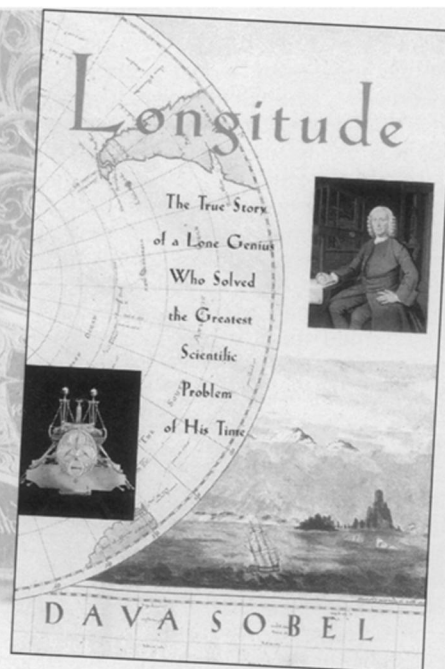 Longitude
The True Story
of a Lone Genius
Who Solved
the Greatest
Scientific
Problem
of His Time
DAVA SOBEL